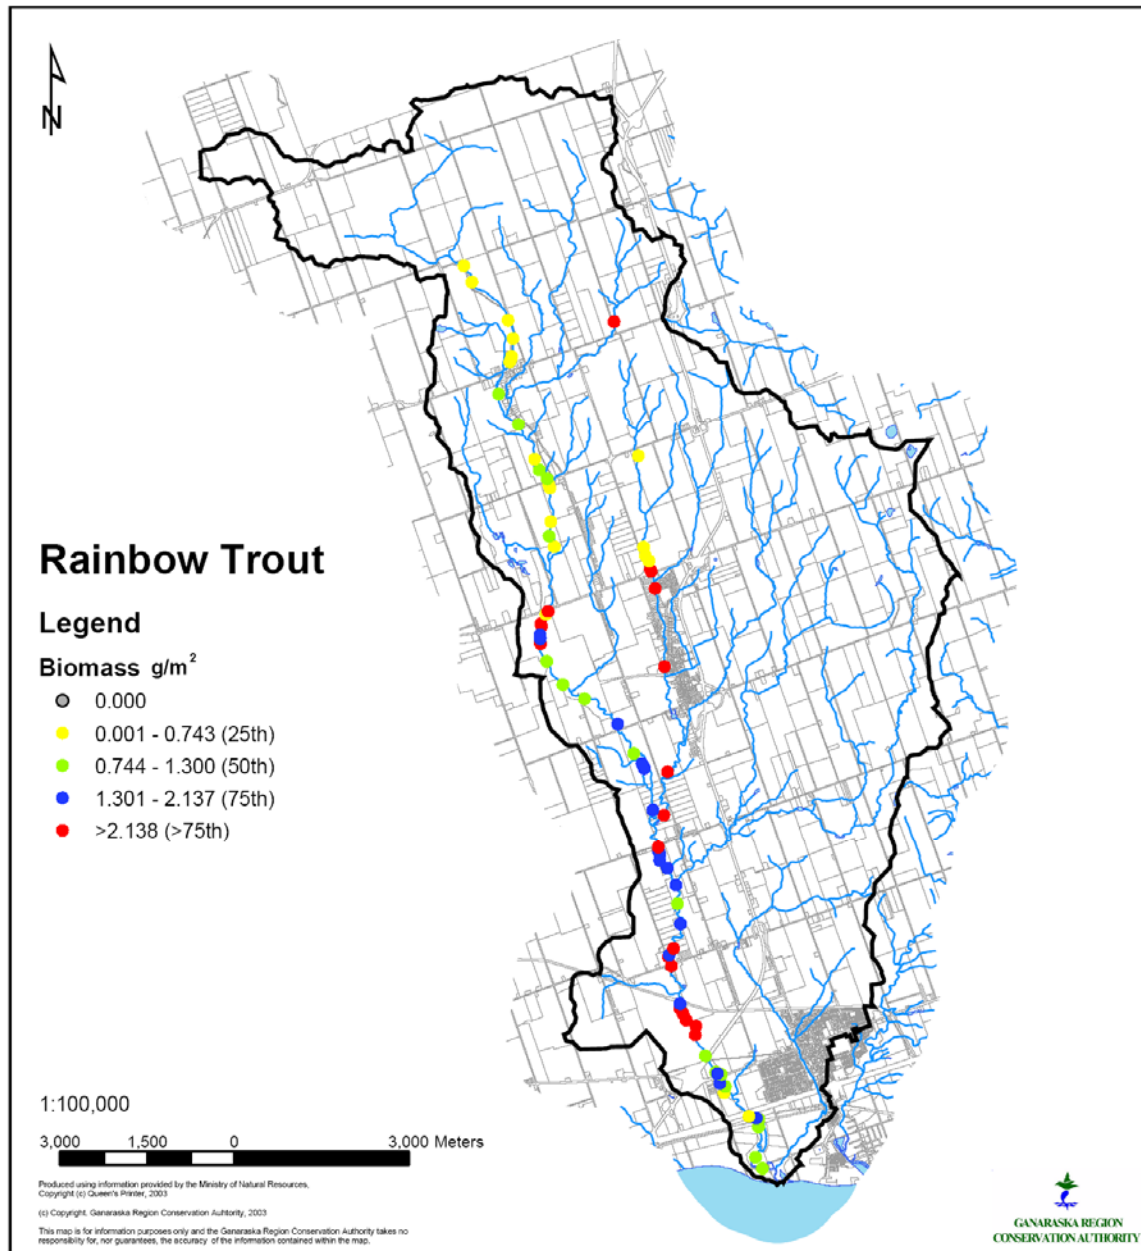 N
Rainbow Trout
Legend
Biomass g/m²
0.000
0.001 - 0.743 (25th)
0.744 - 1.300 (50th)
1.301 - 2.137 (75th)
>2.138 (>75th)
1:100,000
3,000 1,500 0 3,000 Meters
Produced using information provided by the Ministry of Natural Resources,
Copyright (c) Queen's Printer, 2003
(c) Copyright, Ganaraska Region Conservation Authority, 2003
This map is for information purposes only and the Ganaraska Region Conservation Authority takes no
responsibility for, nor guarantees, the accuracy of the information contained within the map.
GANARASKA REGION
CONSERVATION AUTHORITY